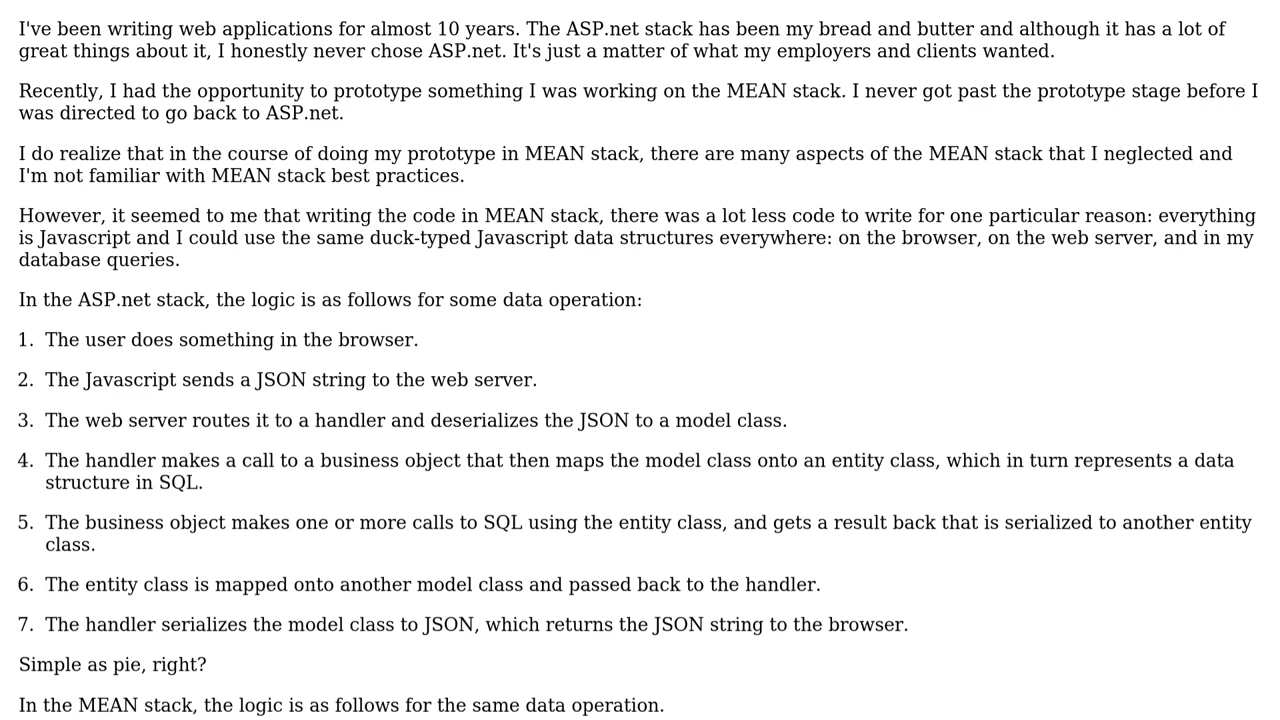 I've been writing web applications for almost 10 years. The ASP.net stack has been my bread and butter and although it has a lot of
great things about it, I honestly never chose ASP.net. It's just a matter of what my employers and clients wanted.
Recently, I had the opportunity to prototype something I was working on the MEAN stack. I never got past the prototype stage before I
was directed to go back to ASP.net.
I do realize that in the course of doing my prototype in MEAN stack, there are many aspects of the MEAN stack that I neglected and
I'm not familiar with MEAN stack best practices.
However, it seemed to me that writing the code in MEAN stack, there was a lot less code to write for one particular reason: everything
is Javascript and I could use the same duck-typed Javascript data structures everywhere: on the browser, on the web server, and in my
database queries.
In the ASP.net stack, the logic is as follows for some data operation:
1. The user does something in the browser.
2. The Javascript sends a JSON string to the web server.
3. The web server routes it to a handler and deserializes the JSON to a model class.
4. The handler makes a call to a business object that then maps the model class onto an entity class, which in turn represents a data
structure in SQL.
5. The business object makes one or more calls to SQL using the entity class, and gets a result back that is serialized to another entity
class.
6. The entity class is mapped onto another model class and passed back to the handler.
7. The handler serializes the model class to JSON, which returns the JSON string to the browser.
Simple as pie, right?
In the MEAN stack, the logic is as follows for the same data operation.